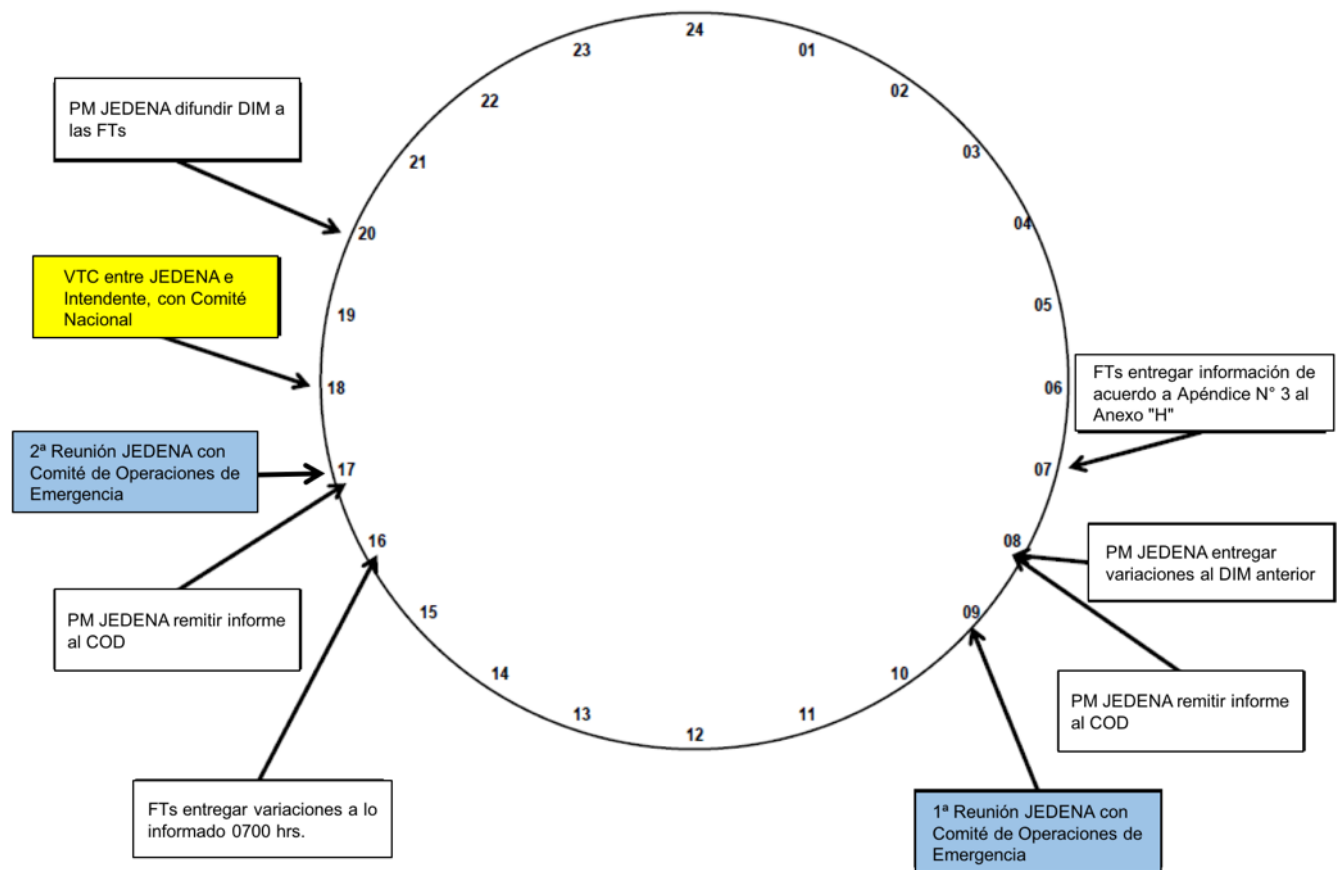 24
23
01
22
02
21
03
20
04
19
05
18
06
17
07
16
08
15
09
14
10
13
11
12
PM JEDENA difundir DIM a
las FTs
VTC entre JEDENA e
Intendente, con Comité
Nacional
2ª Reunión JEDENA con
Comité de Operaciones de
Emergencia
PM JEDENA remitir informe
al COD
FTs entregar variaciones a lo
informado 0700 hrs.
FTs entregar información de
acuerdo a Apéndice N° 3 al
Anexo "H"
PM JEDENA entregar
variaciones al DIM anterior
PM JEDENA remitir informe
al COD
1ª Reunión JEDENA con
Comité de Operaciones de
Emergencia